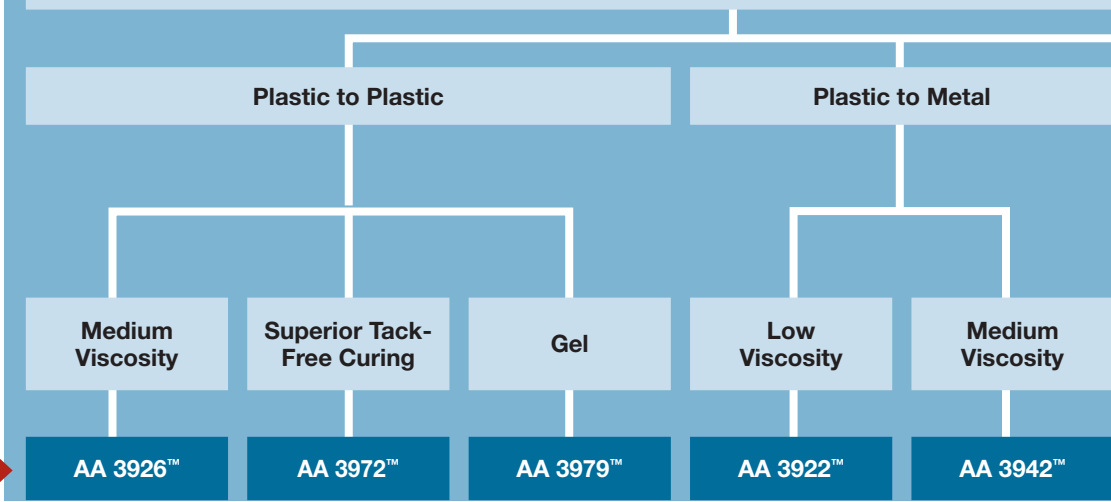 Plastic to Plastic
Plastic to Metal
Medium
Viscosity
Superior Tack-
Free Curing
Gel
Low
Viscosity
Medium
Viscosity
AA 3926™
AA 3972™
AA 3979™
AA 3922™
AA 3942™